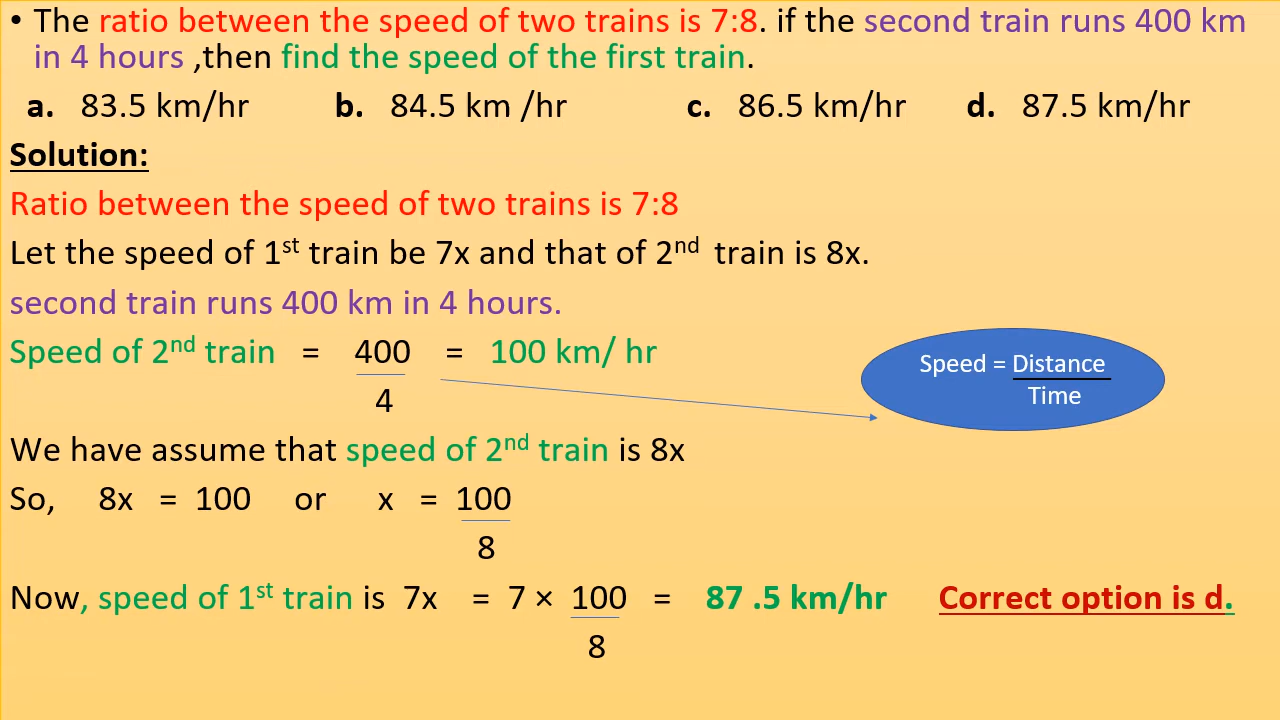 • The ratio between the speed of two trains is 7:8. if the second train runs 400 km
in 4 hours ,then find the speed of the first train.
a. 83.5 km/hr b. 84.5 km /hr c. 86.5 km/hr d. 87.5 km/hr
Solution:
Ratio between the speed of two trains is 7:8
Let the speed of 1st train be 7x and that of 2nd train is 8x.
second train runs 400 km in 4 hours.
Speed of 2nd train = 400 = 100 km/ hr
4
Speed = Distance
Time
We have assume that speed of 2nd train is 8x
So, 8x = 100 or x = 100
8
Now, speed of 1st train is 7x = 7 × 100 = 87 .5 km/hr Correct option is d.
8